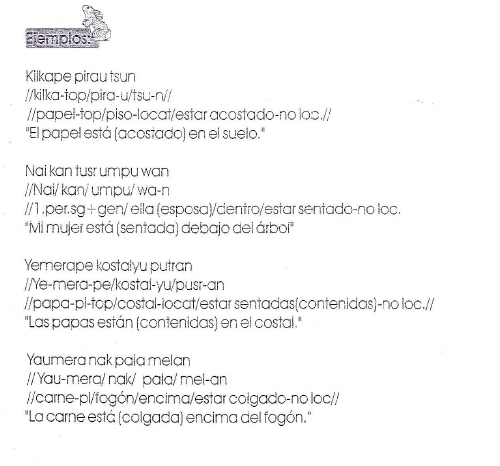 Ejemplos:
Kilkape pirau tsun
//kilka-top/pira-u/tsu-n//
//papel-top/piso-locat/estar acostado-no loc.//
"El papel está (acostado) en el suelo."
Nai kan tusr umpu wan
//Nai/ kan/ umpu/ wa-n
//1.per.sg+gen/ ella (esposa)/dentro/estar sentado-no loc.
"Mi mujer está (sentada) debajo del árbol"
Yemerape kostalyu putran
//Ye-mera-pe/kostal-yu/pusr-an
//papa-pl-top/costal-locat/estar sentadas(contenidas)-no loc.//
"Las papas están (contenidas) en el costal."
Yaumera nak pala melan
//Yau-mera/ nak/ pala/ mel-an
//carne-pl/fogón/encima/estar colgado-no loc//
"La carne está (colgada) encima del fogón."